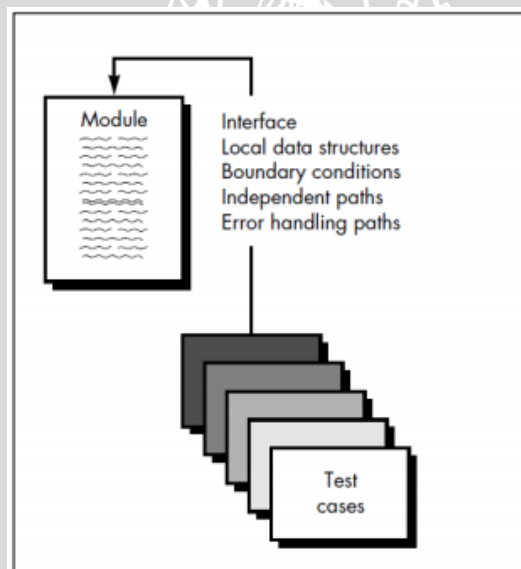 Module
Interface
Local data structures
Boundary conditions
Independent paths
Error handling paths
Test
cases